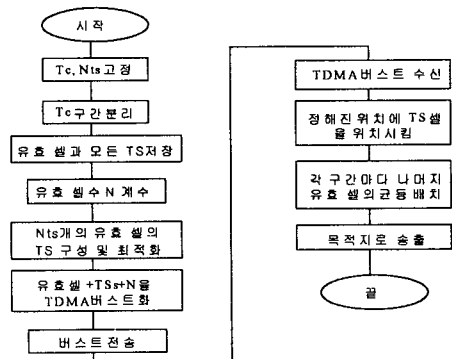 시작
Tc, Nts고정
Tc구간분리
유효 셀과 모든 TS저장
유효 셀수 N 계수
Nts개의 유효 셀의
TS 구성 및 최적화
유효셀 +TSs+N을
TDMA버스트화
버스트전송
TDMA버스트 수신
정해진 위치에 TS셀
을 위치시킴
각 구간마다 나머지
유효 셀의균등배치
목적지로 송출
끝